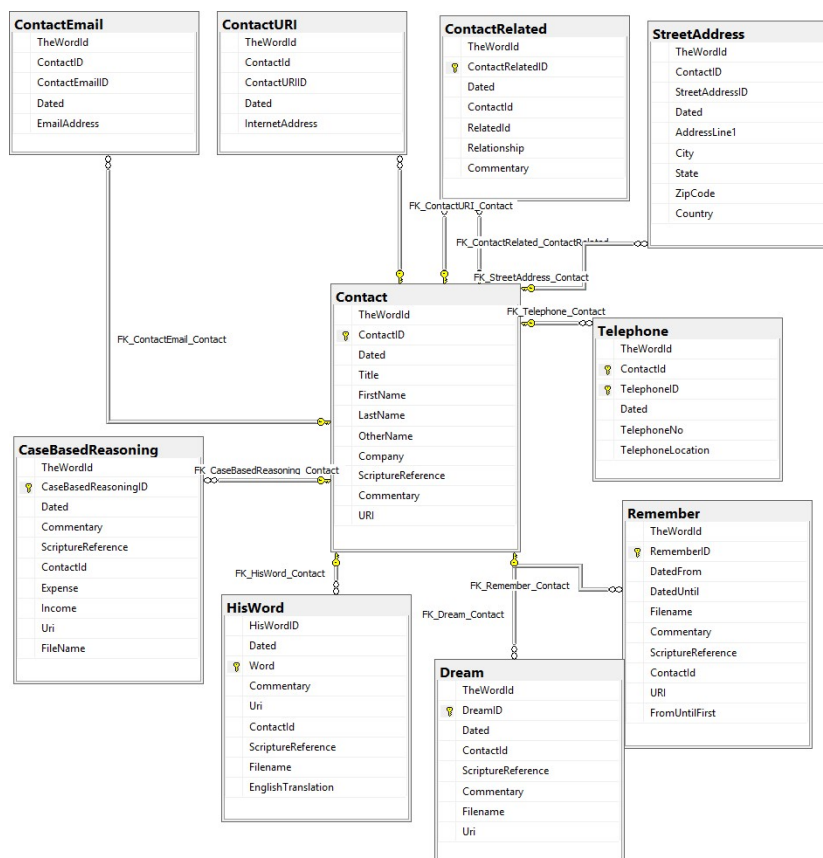 ContactEmail
TheWordId
ContactID
ContactEmailID
Dated
EmailAddress
ContactURI
TheWordId
ContactId
ContactURIID
Dated
InternetAddress
ContactRelated
TheWordId
ContactRelatedID
Dated
ContactId
RelatedId
Relationship
Commentary
StreetAddress
TheWordId
ContactID
StreetAddressID
Dated
AddressLine1
City
State
ZipCode
Country
FK_ContactURI_Contact
FK_ContactRelated_ContactRelated
FK_StreetAddress_Contact
FK_Telephone_Contact
FK_ContactEmail_Contact
Contact
TheWordId
ContactID
Dated
Title
FirstName
LastName
OtherName
Company
ScriptureReference
Commentary
URI
Telephone
TheWordId
ContactId
TelephoneID
Dated
TelephoneNo
TelephoneLocation
CaseBasedReasoning
TheWordId
CaseBasedReasoningID
Dated
Commentary
ScriptureReference
ContactId
Expense
Income
Uri
FileName
FK_CaseBasedReasoning_Contact
FK_HisWord_Contact
FK_Remember_Contact
FK_Dream_Contact
HisWord
HisWordID
Dated
Word
Commentary
Uri
ContactId
ScriptureReference
Filename
EnglishTranslation
Dream
TheWordId
DreamID
Dated
ContactId
ScriptureReference
Commentary
Filename
Uri
Remember
TheWordId
RememberID
DatedFrom
DatedUntil
Filename
Commentary
ScriptureReference
ContactId
URI
FromUntilFirst